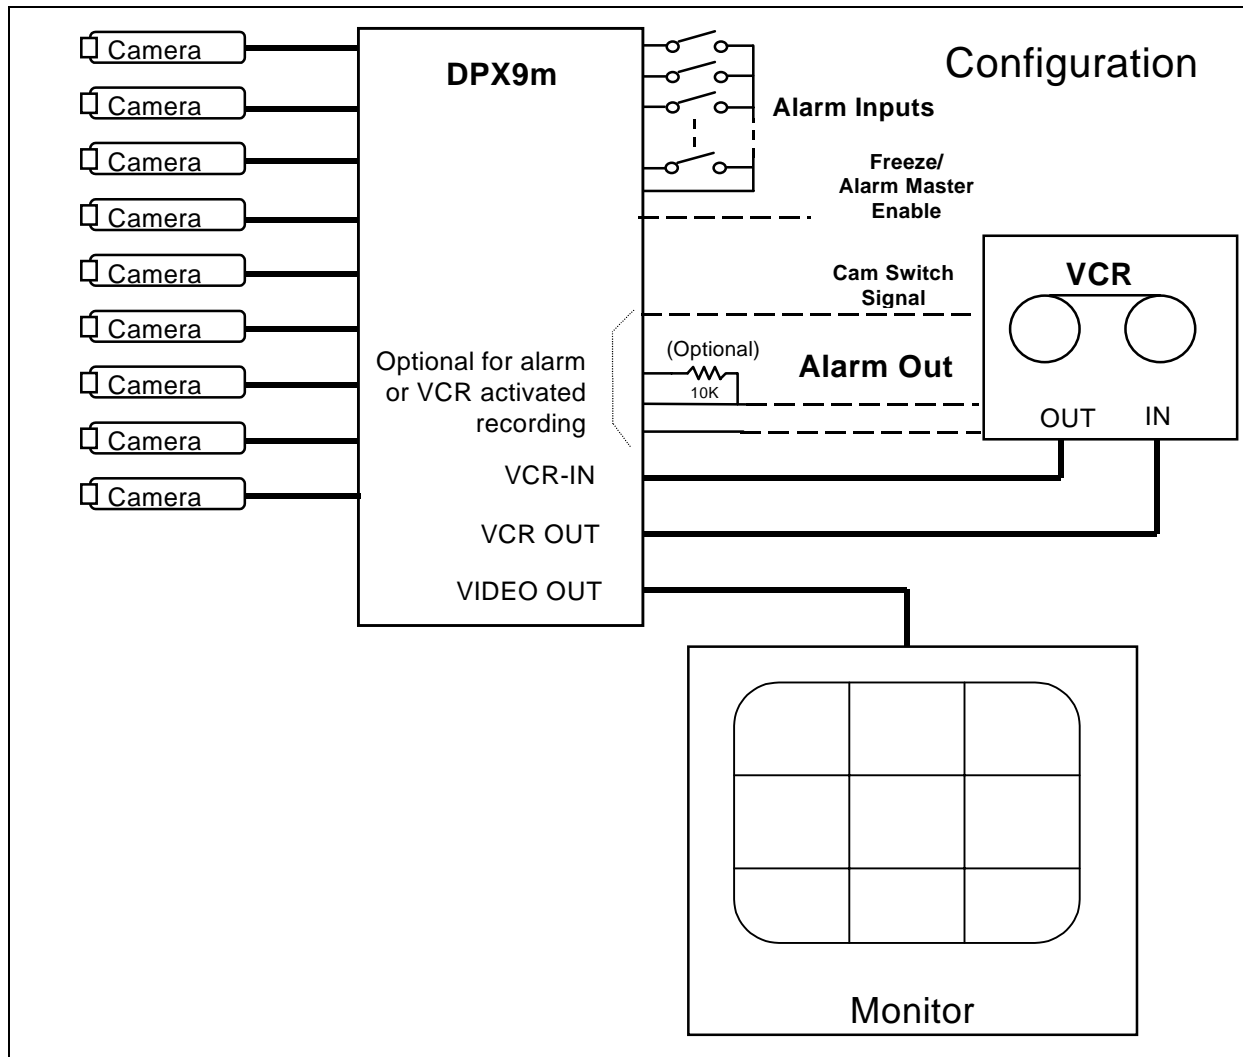 Configuration
Camera
Camera
Camera
Camera
Camera
Camera
Camera
Camera
Camera
DPX9m
Alarm Inputs
Freeze/
Alarm Master
Enable
Cam Switch
Signal
Optional for alarm
or VCR activated
recording
(Optional)
10K
Alarm Out
VCR
OUT IN
VCR-IN
VCR OUT
VIDEO OUT
Monitor